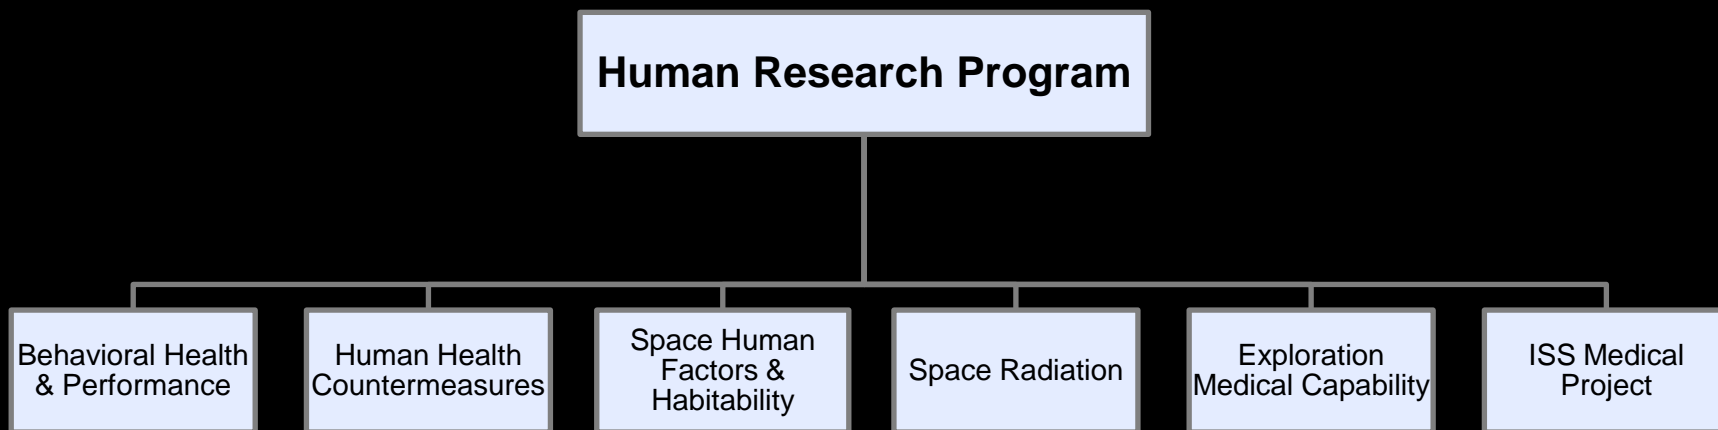 Human Research Program
Behavioral Health
& Performance
Human Health
Countermeasures
Space Human
Factors &
Habitability
Space Radiation
Exploration
Medical Capability
ISS Medical
Project